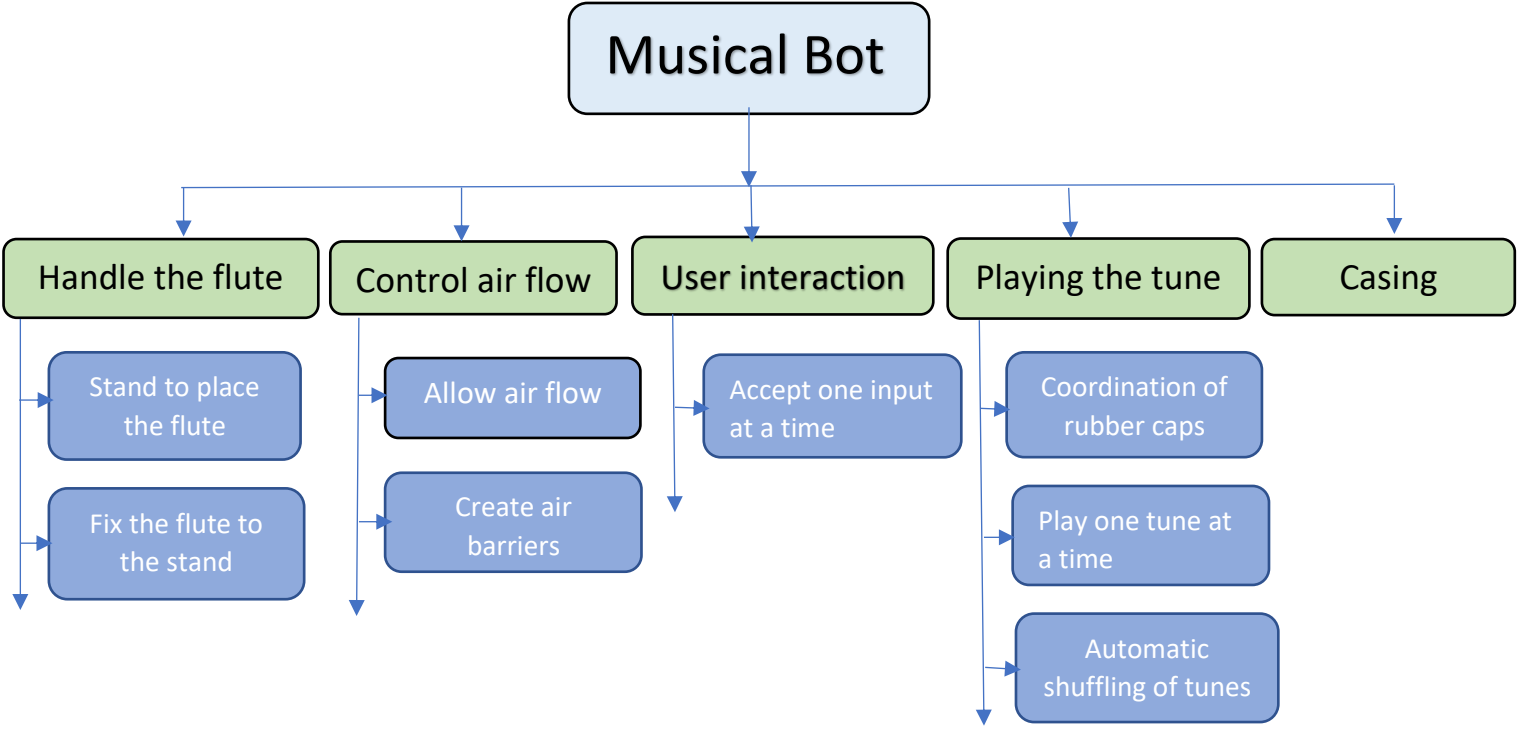 Musical Bot
Handle the flute
Control air flow
User interaction
Playing the tune
Casing
Stand to place
the flute
Fix the flute to
the stand
Allow air flow
Create air
barriers
Accept one input
at a time
Coordination of
rubber caps
Play one tune at
a time
Automatic
shuffling of tunes